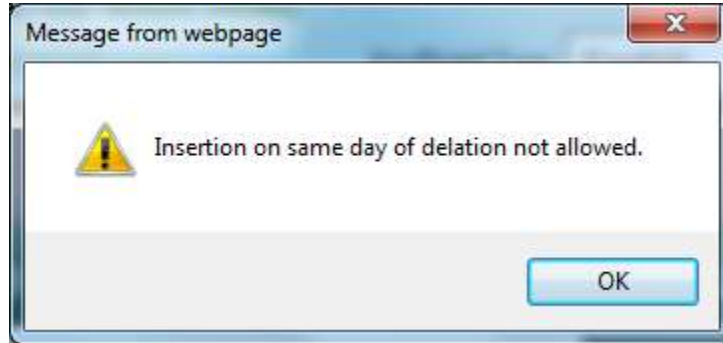 Message from webpage
Insertion on same day of delation not allowed.
OK